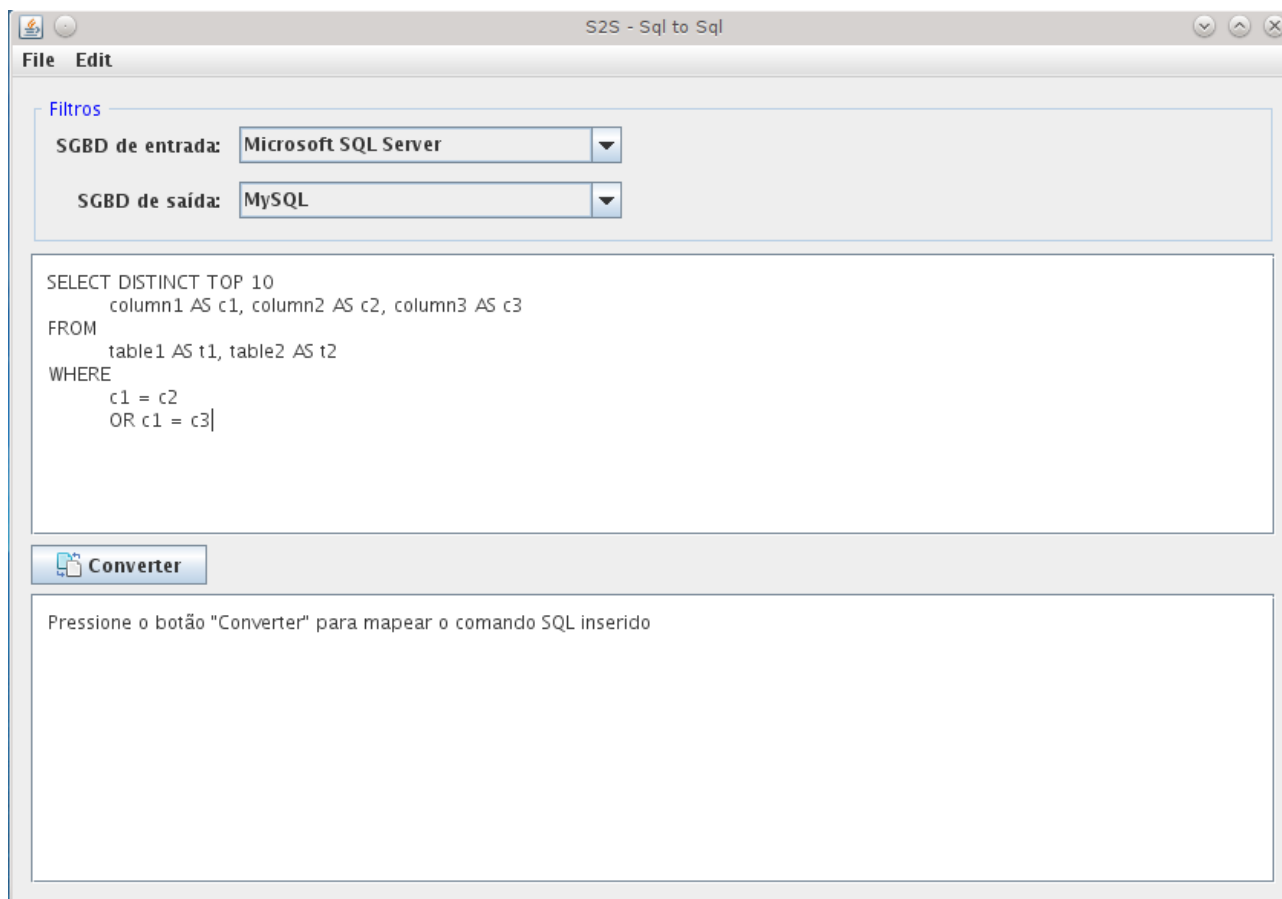 S2S - Sql to Sql
File Edit
Filtros
SGBD de entrada: Microsoft SQL Server
SGBD de saída: MySQL
SELECT DISTINCT TOP 10
column1 AS c1, column2 AS c2, column3 AS c3
FROM
table1 AS t1, table2 AS t2
WHERE
c1 = c2
OR c1 = c3
Converter
Pressione o botão "Converter" para mapear o comando SQL inserido